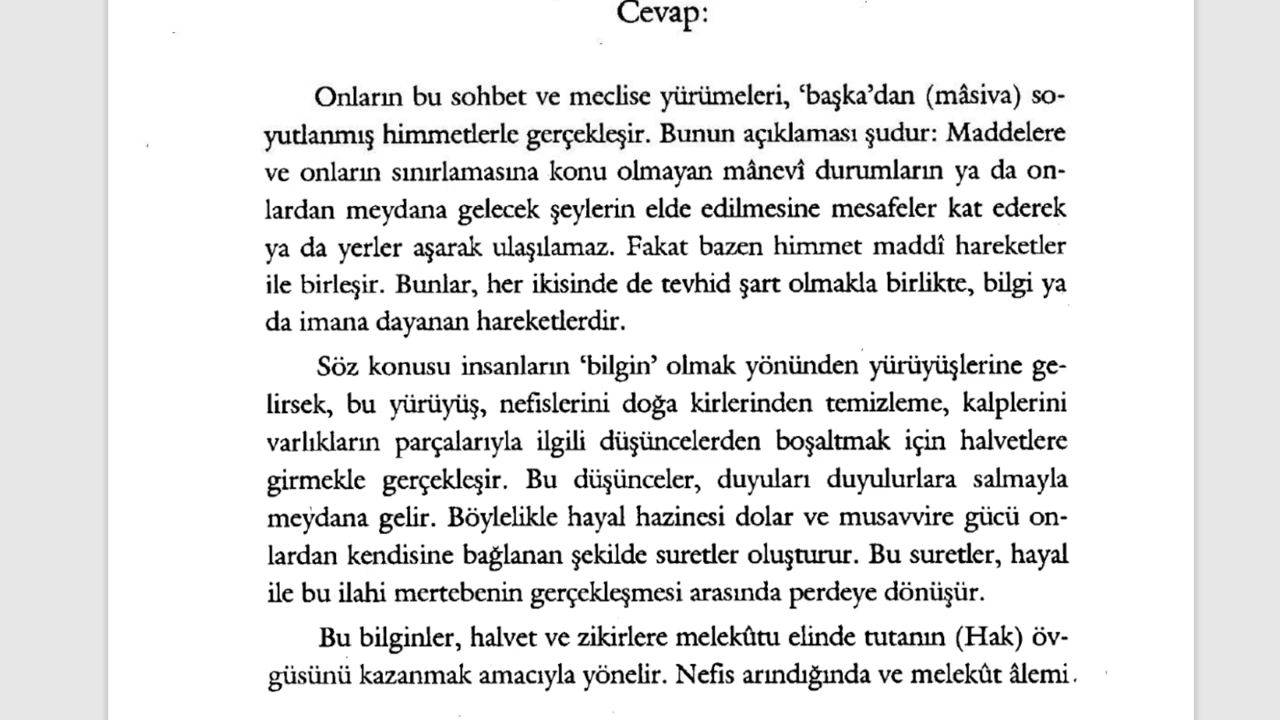 Cevap:
Onların bu sohbet ve meclise yürümeleri, ‘başka’dan (mâsiva) so-
yutlanmış himmetlerle gerçekleşir. Bunun açıklaması şudur: Maddelere
ve onların sınırlamasına konu olmayan mânevî durumların ya da on-
lardan meydana gelecek şeylerin elde edilmesine mesafeler kat ederek
ya da yerler aşarak ulaşılamaz. Fakat bazen himmet maddî hareketler
ile birleşir. Bunlar, her ikisinde de tevhid şart olmakla birlikte, bilgi ya
da imana dayanan hareketlerdir.
Söz konusu insanların ‘bilgin’ olmak yönünden yürüyüşlerine ge-
lirsek, bu yürüyüş, nefislerini doğa kirlerinden temizleme, kalplerini
varlıkların parçalarıyla ilgili düşüncelerden boşaltmak için halvetlere
girmekle gerçekleşir. Bu düşünceler, duyuları duyulurlara salmayla
meydana gelir. Böylelikle hayal hazinesi dolar ve musavvire gücü on-
lardan kendisine bağlanan şekilde suretler oluşturur. Bu suretler, hayal
ile bu ilahi mertebenin gerçekleşmesi arasında perdeye dönüşür.
Bu bilginler, halvet ve zikirlere melekûtu elinde tutanın (Hak) öv-
güsünü kazanmak amacıyla yönelir. Nefis arındığında ve melekût âlemi